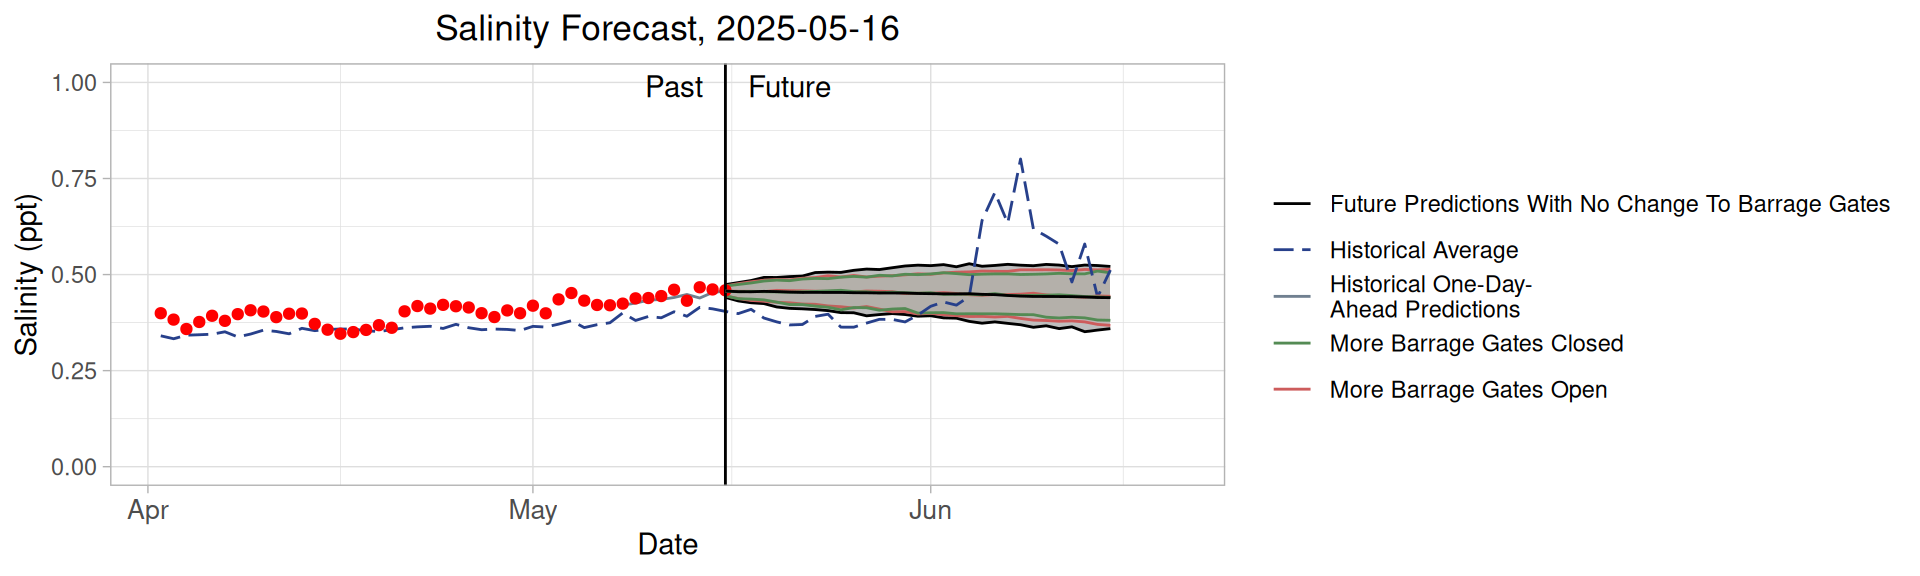 Salinity Forecast, 2025-05-16
Past
Future
1.00
0.75
0.50
0.25
0.00
Salinity (ppt)
Apr
May
Jun
Date
Future Predictions With No Change To Barrage Gates
Historical Average
Historical One-Day-
Ahead Predictions
More Barrage Gates Closed
More Barrage Gates Open